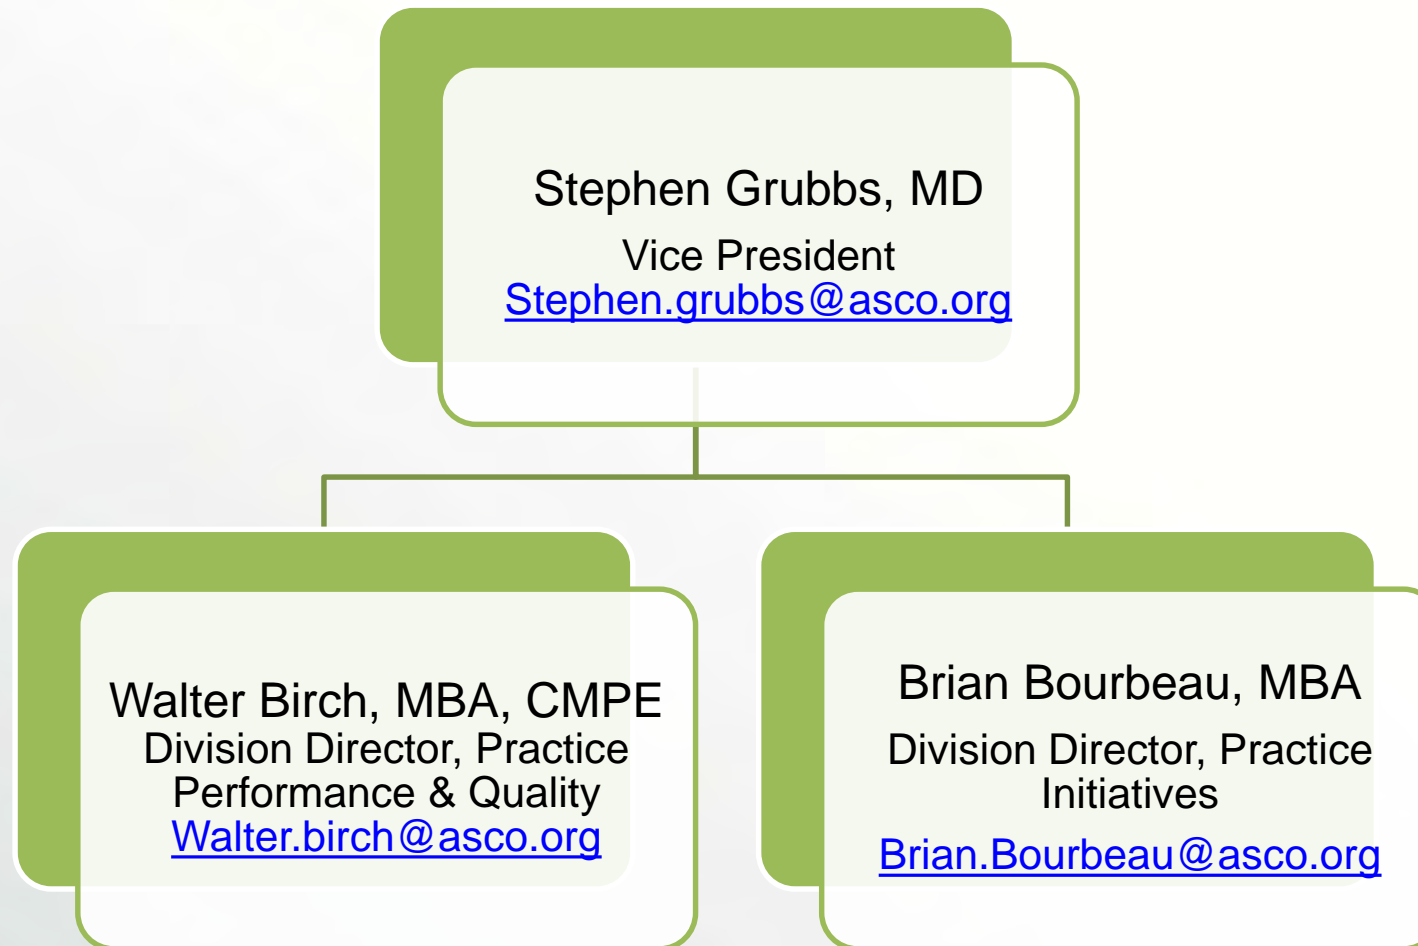 Stephen Grubbs, MD
Vice President
Stephen.grubbs@asco.org
Walter Birch, MBA, CMPE
Division Director, Practice
Performance & Quality
Walter.birch@asco.org
Brian Bourbeau, MBA
Division Director, Practice
Initiatives
Brian.Bourbeau@asco.org